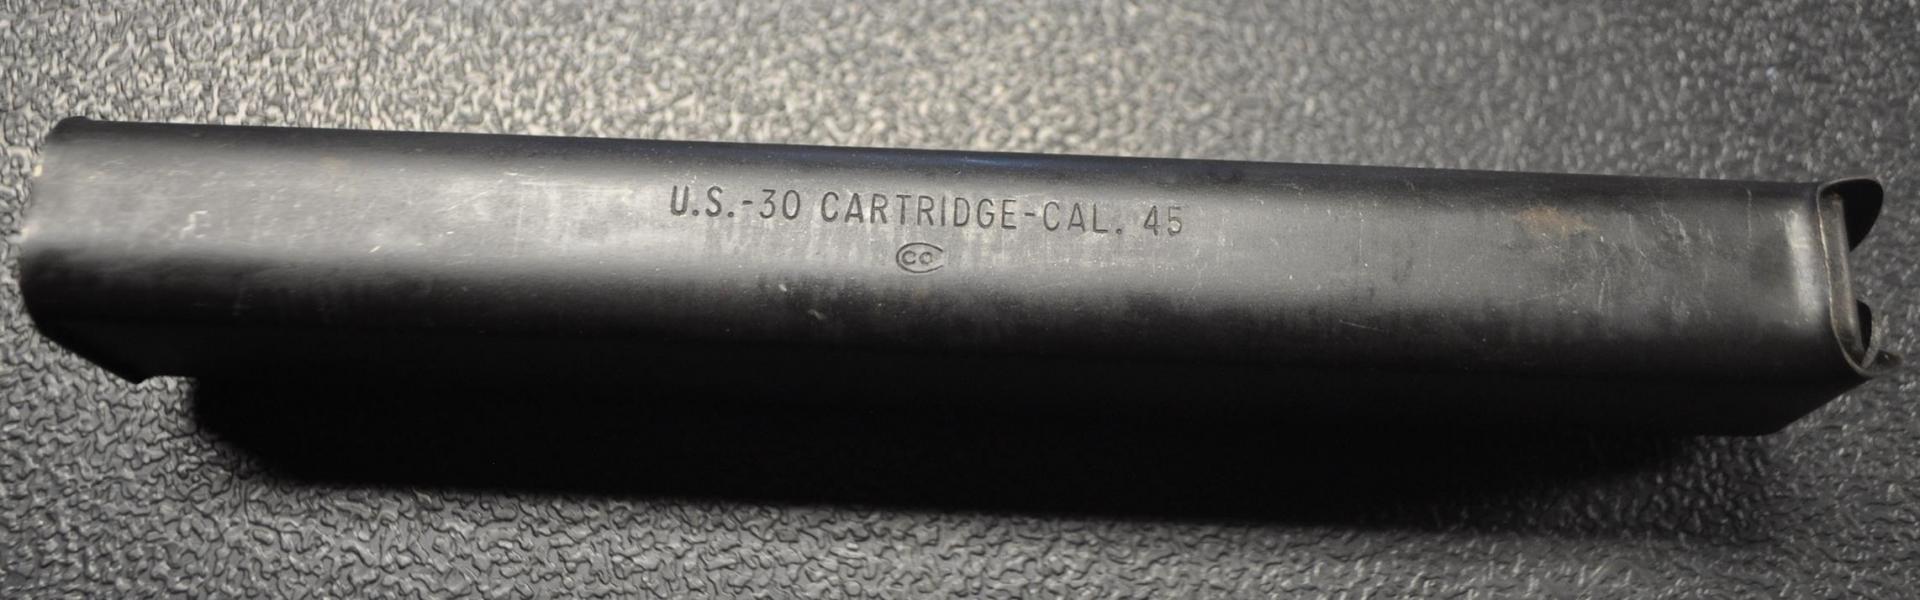 U.S.-30 CARTRIDGE-CAL. 45
CO